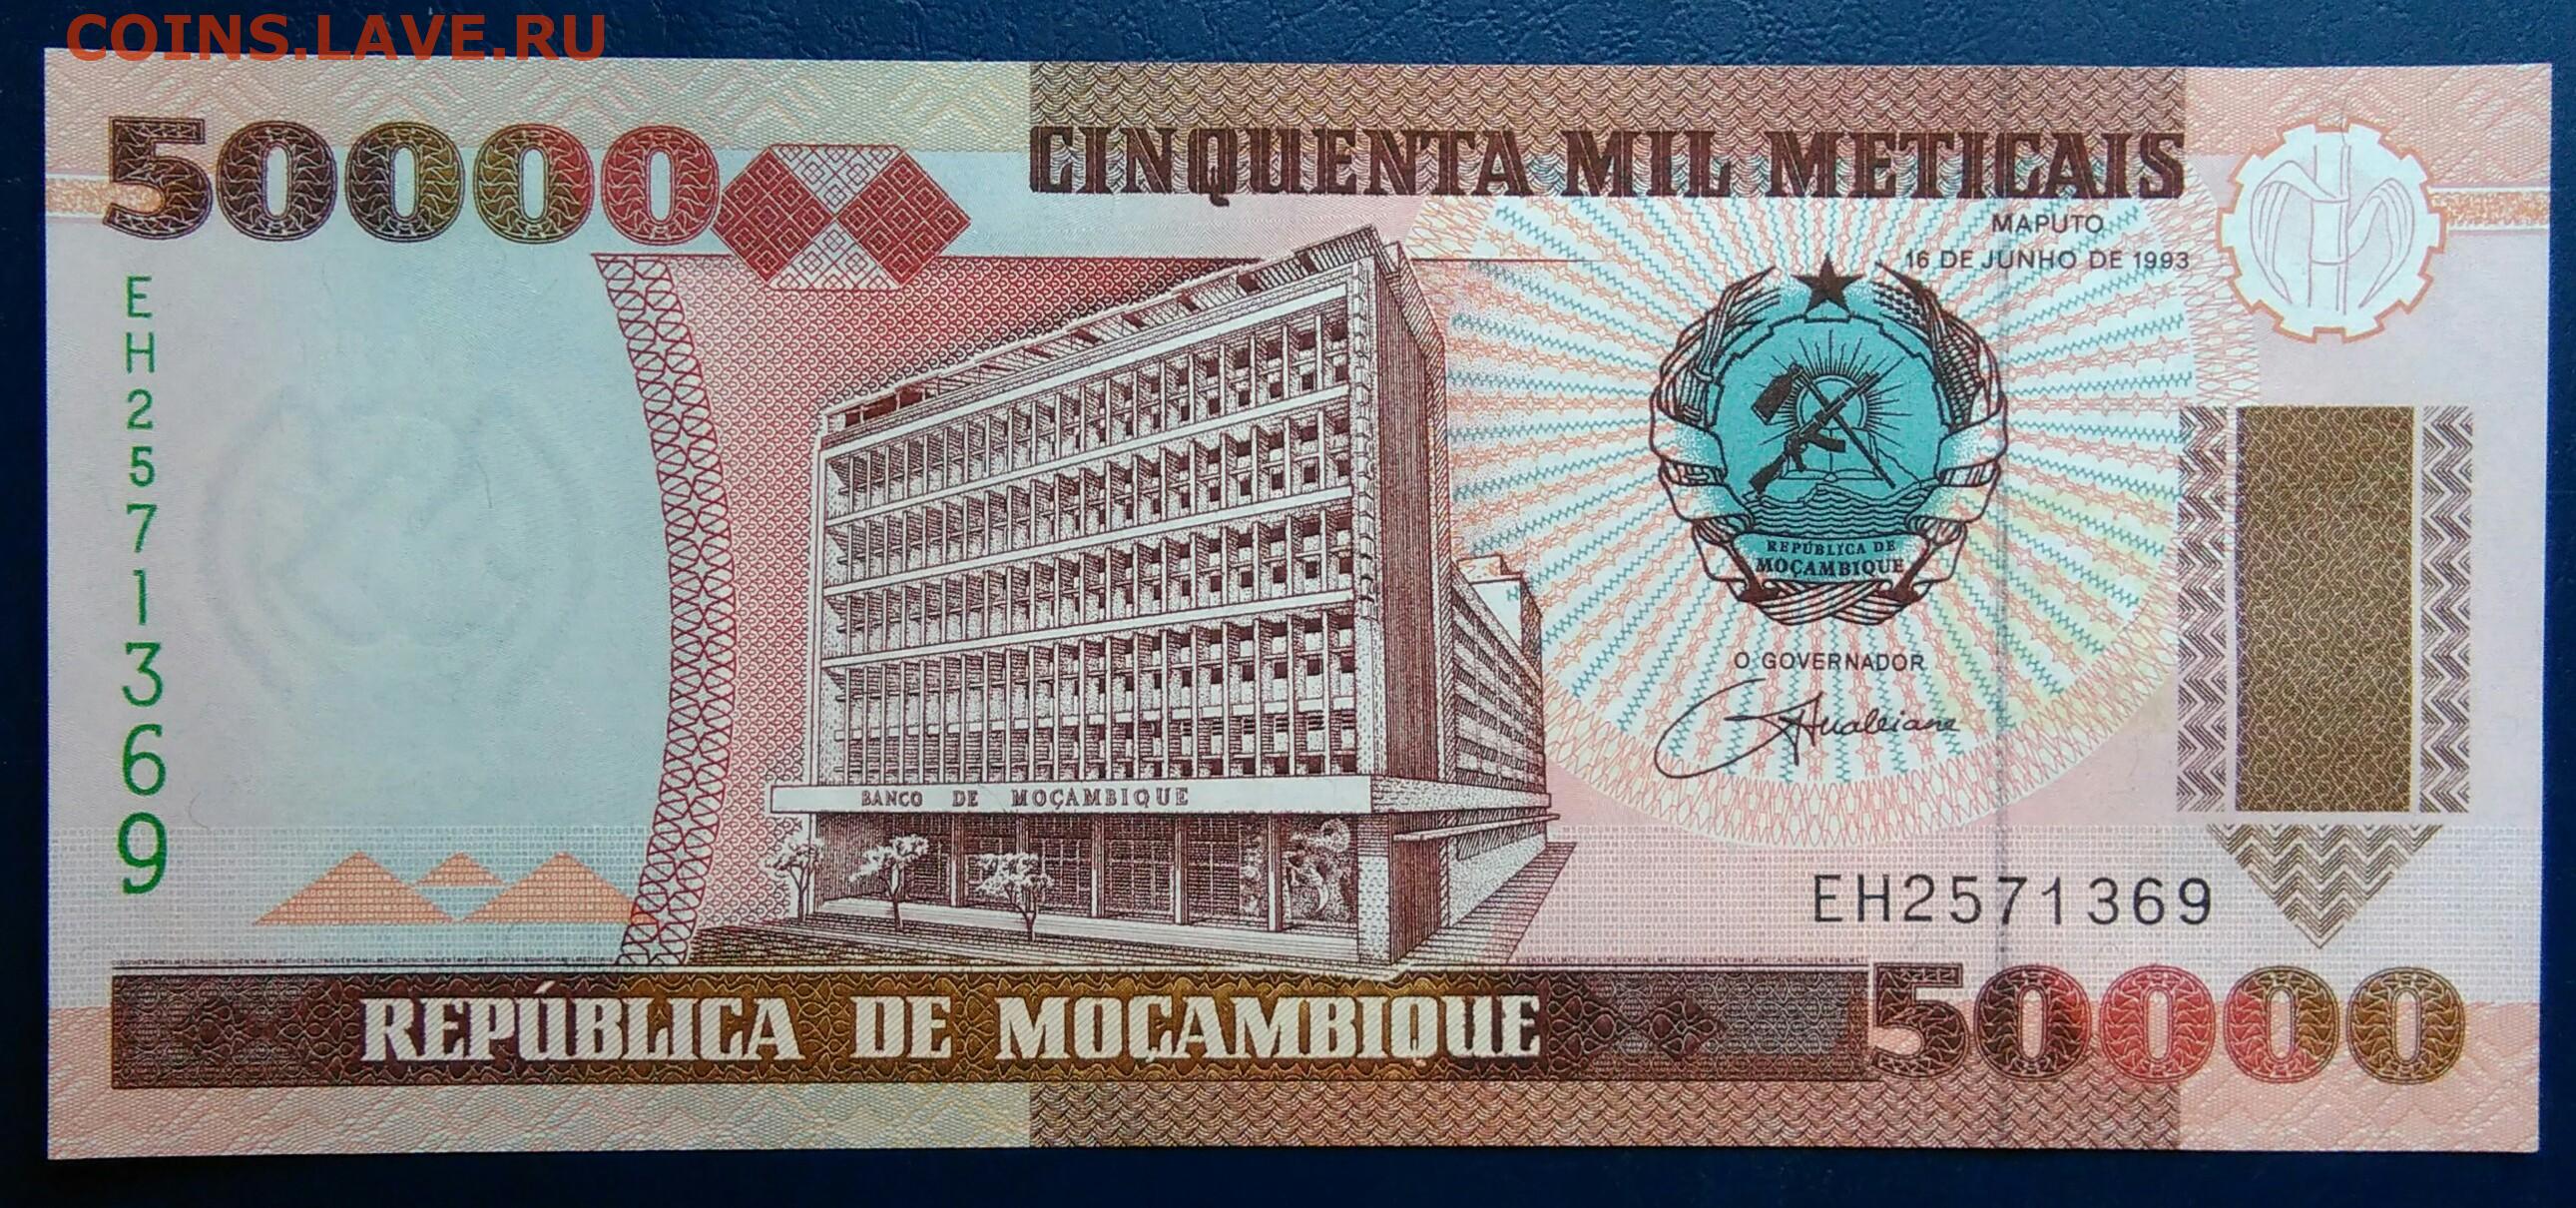 COINS.LAVE.RU
50000
CINQUENTA MIL METICAIS
MAPUTO
16 DE JUNHO DE 1993
EH2571369
REPÚBLICA DE
MOÇAMBIQUE
O GOVERNADOR
BANCO DE MOÇAMBIQUE
EH2571369
REPÚBLICA DE MOÇAMBIQUE
50000